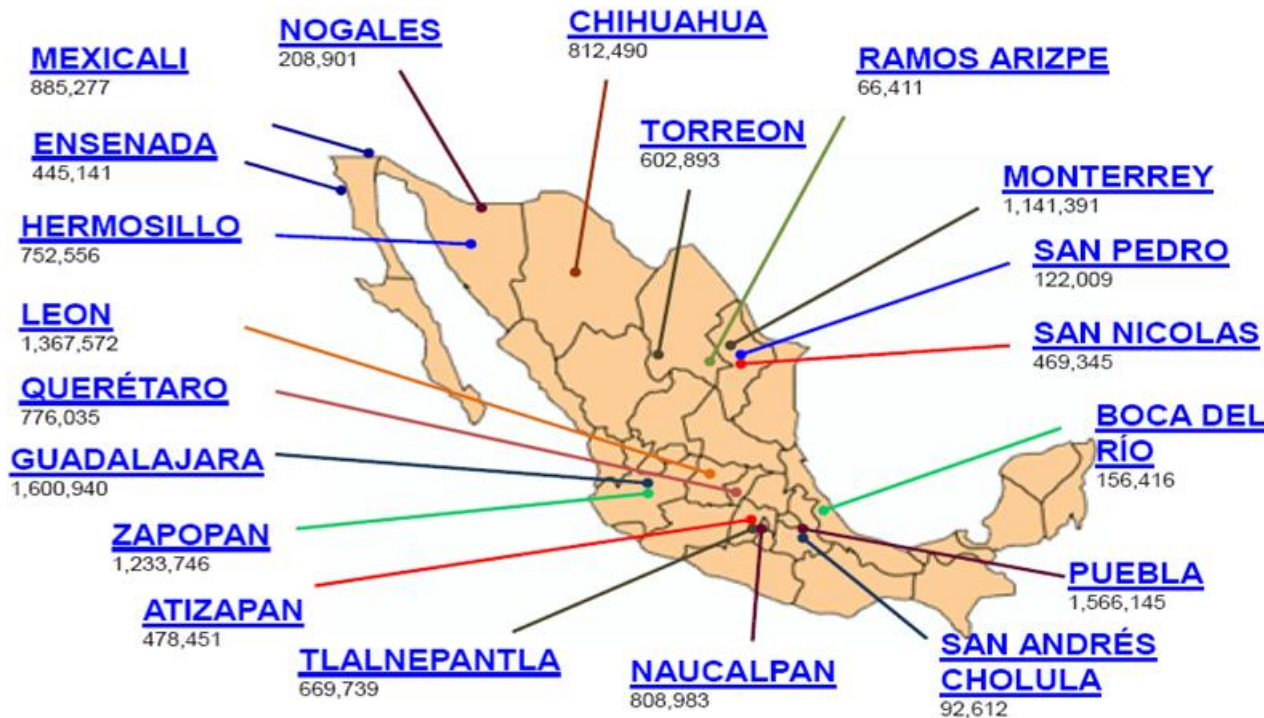 NOGALES
208,901
CHIHUAHUA
812,490
MEXICALI
885,277
RAMOS ARIZPE
66,411
ENSENADA
445,141
TORREON
602,893
MONTERREY
1,141,391
HERMOSILLO
752,556
SAN PEDRO
122,009
LEON
1,367,572
SAN NICOLAS
469,345
QUERÉTARO
776,035
BOCA DEL
RÍO
156,416
GUADALAJARA
1,600,940
ZAPOPAN
1,233,746
PUEBLA
1,566,145
ATIZAPAN
478,451
TLALNEPANTLA
669,739
NAUCALPAN
808,983
SAN ANDRÉS
CHOLULA
92,612